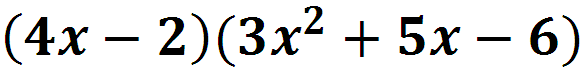 (4x − 2)(3x² + 5x − 6)